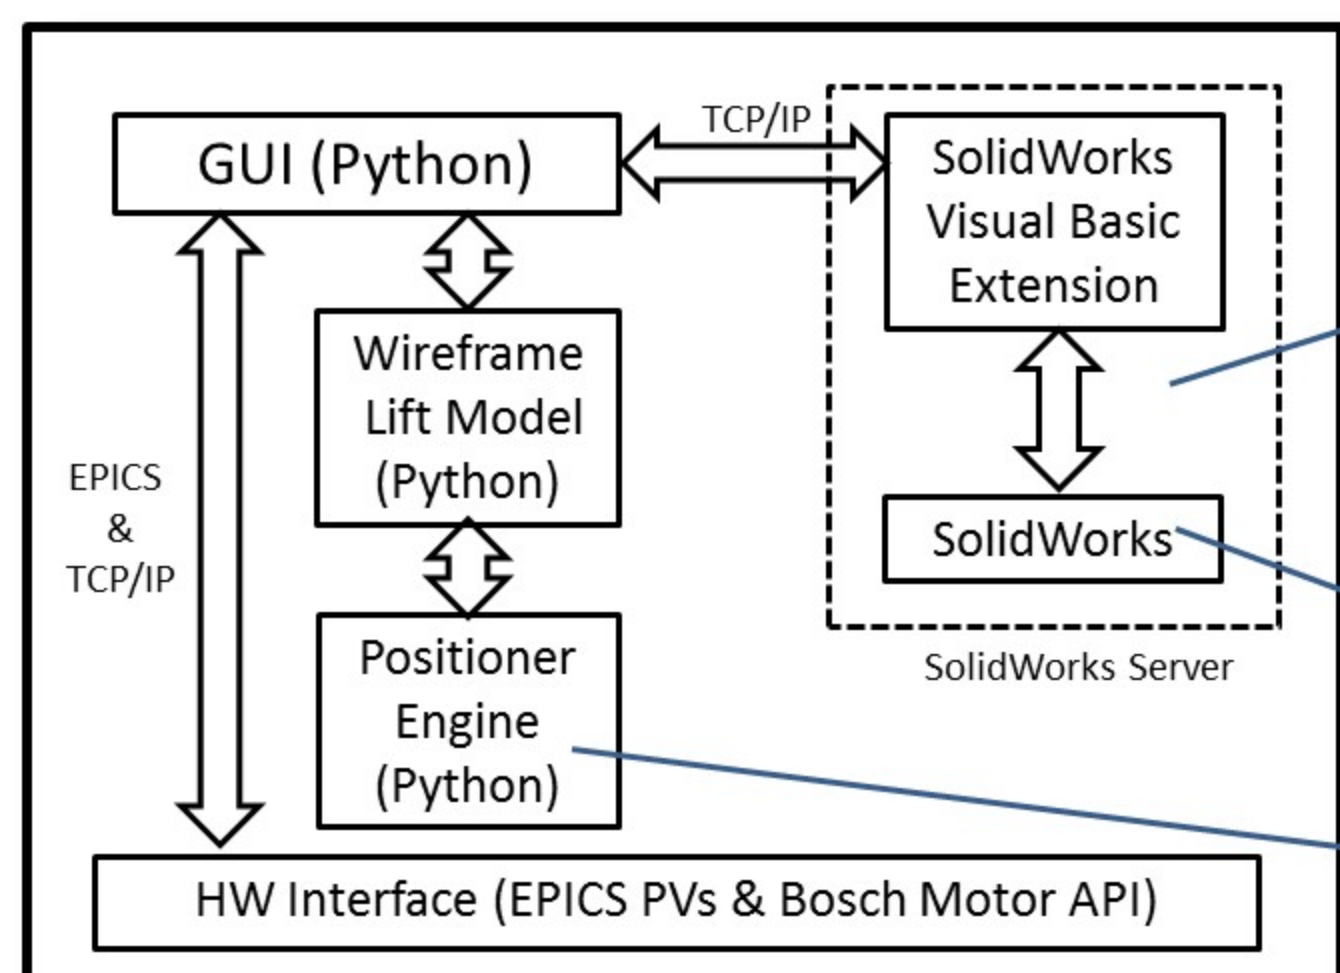 TCP/IP
GUI (Python)
SolidWorks
Visual Basic
Extension
Wireframe
Lift Model
(Python)
EPICS
&
TCP/IP
SolidWorks
SolidWorks Server
Positioner
Engine
(Python)
HW Interface (EPICS PVs & Bosch Motor API)